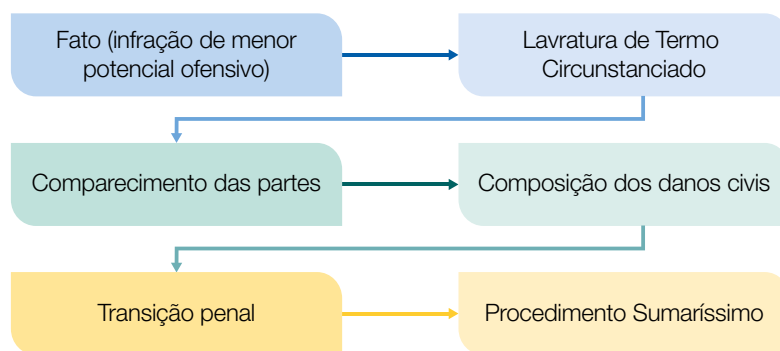 Fato (infração de menor
potencial ofensivo)
Lavratura de Termo
Circunstanciado
Comparecimento das partes
Composição dos danos civis
Transição penal
Procedimento Sumaríssimo